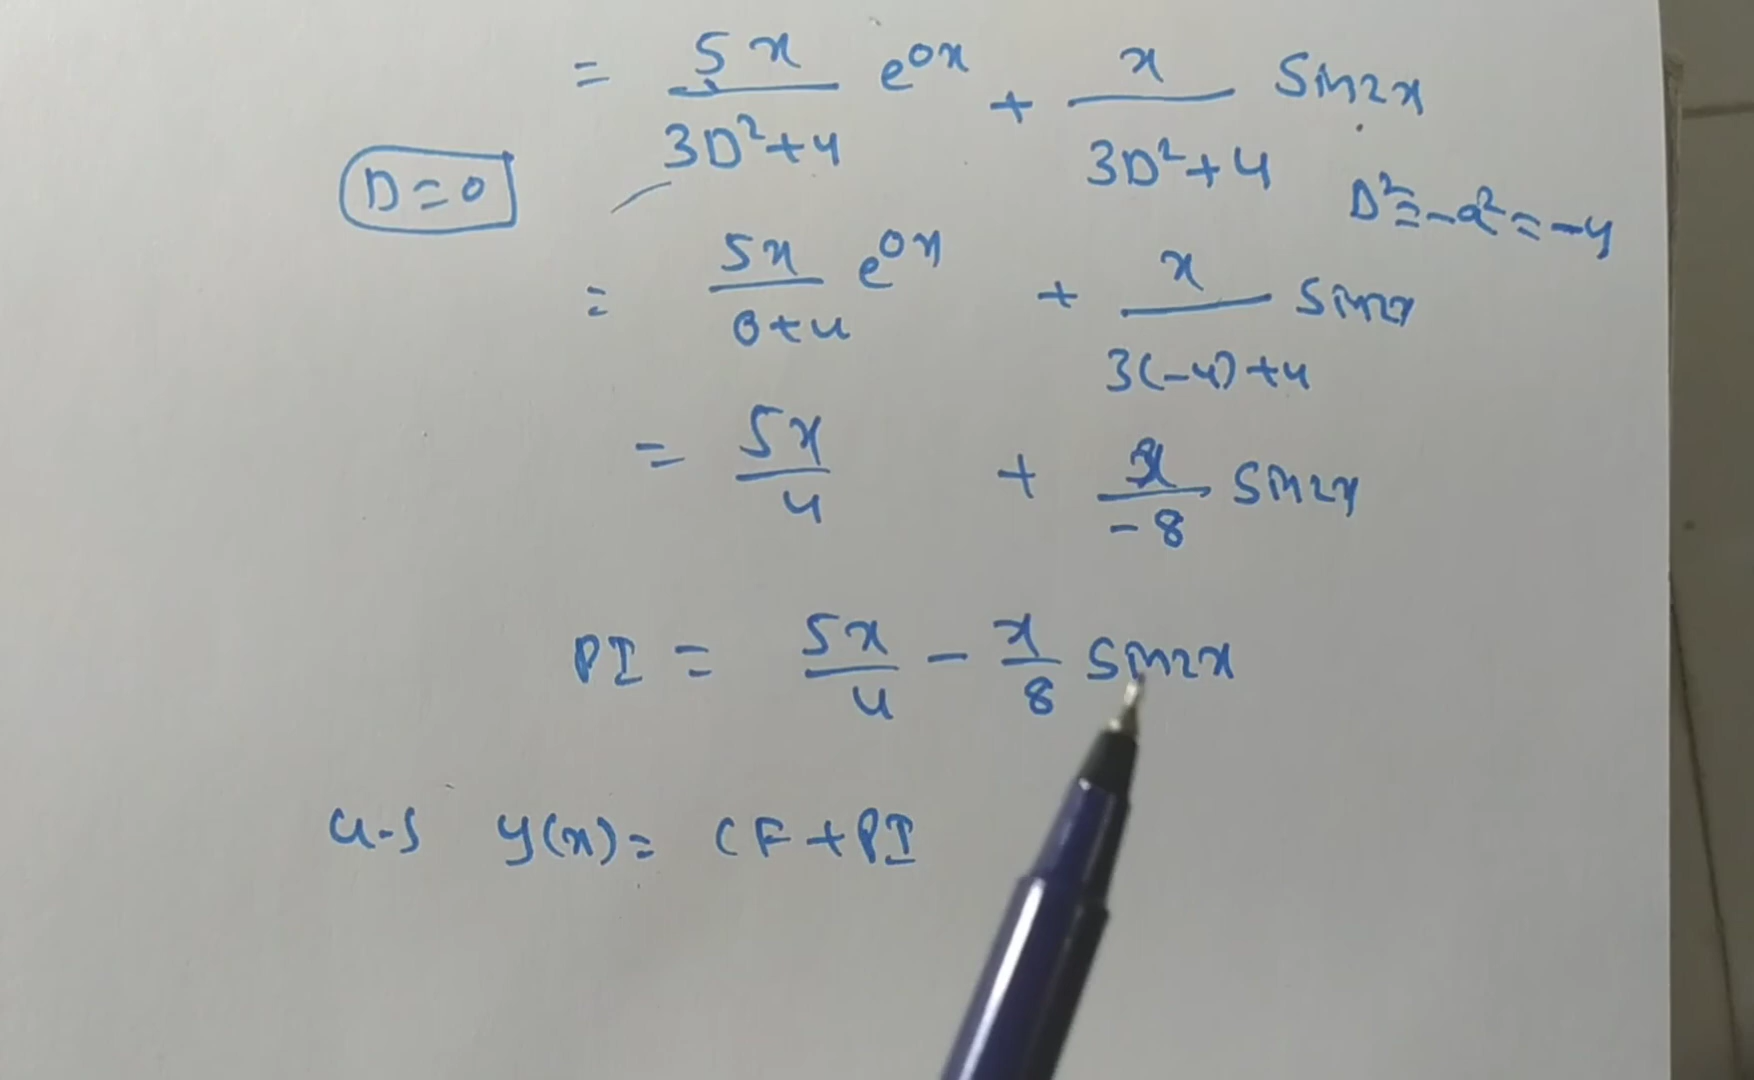 = 5x/3D²+4 e^0x + x/3D²+4 Sin2x
D=0
D²=-a²=-4
= 5x/0+4 e^0x + x/3(-4)+4 Sin2x
= 5x/4 + x/-8 Sin2x
PI = 5x/4 - x/8 Sin2x
G.S y(x)= CF+PI